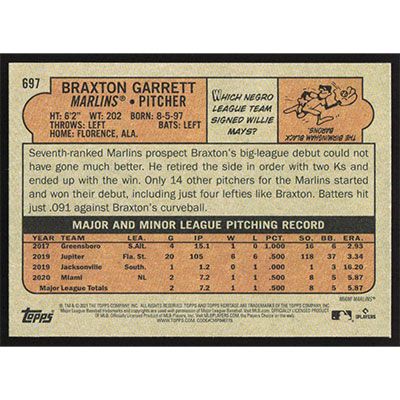 697
BRAXTON GARRETT
MARLINS® • PITCHER
HT: 6'2" WT: 202 BORN: 8-5-97
THROWS: LEFT BATS: LEFT
HOME: FLORENCE, ALA.
WHICH NEGRO
LEAGUE TEAM
SIGNED WILLIE
MAYS?
THE BIRMINGHAM BLACK
BARONS.
Seventh-ranked Marlins prospect Braxton's big-league debut could not
have gone much better. He retired the side in order with two Ks and
ended up with the win. Only 14 other pitchers for the Marlins started
and won their debut, including just four lefties like Braxton. Batters hit
just .091 against Braxton's curveball.
MAJOR AND MINOR LEAGUE PITCHING RECORD
YEAR TEAM LEA. G IP W L PCT. SO. BB. ERA
2017 Greensboro S.Atl. 4 15.1 1 0 1.000 16 6 2.93
2019 Jupiter Fla. St. 20 105 6 6 .500 118 37 3.34
2019 Jacksonville South. 1 1.2 0 1 .000 1 3 16.20
2020 Miami NL 2 7.2 1 1 .500 8 5 5.87
Major League Totals 2 7.2 1 1 .500 8 5 5.87
MIAMI MARLINS™
TOPPS
PLAYERS